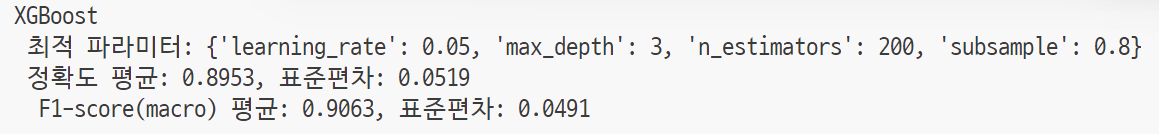 XGBoost
최적 파라미터: {'learning_rate': 0.05, 'max_depth': 3, 'n_estimators': 200, 'subsample': 0.8}
정확도 평균: 0.8953, 표준편차: 0.0519
F1-score(macro) 평균: 0.9063, 표준편차: 0.0491